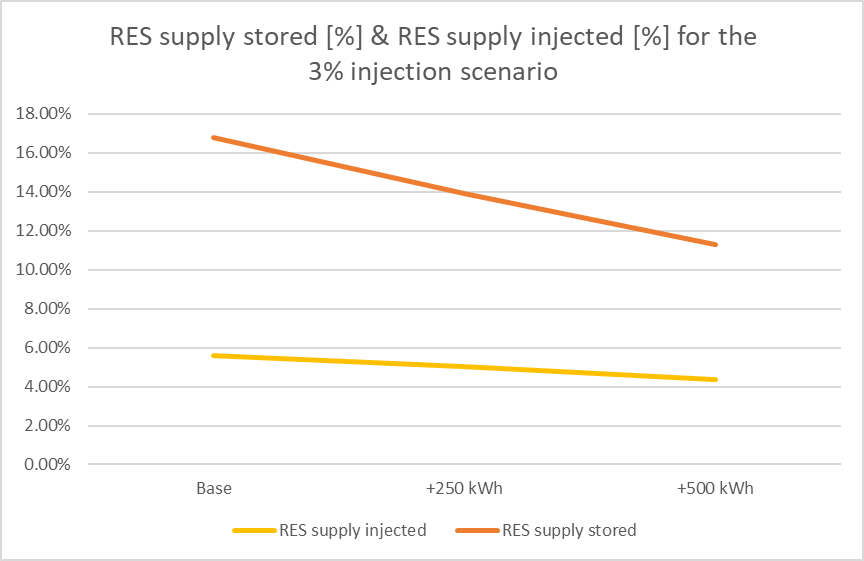 RES supply stored [%] & RES supply injected [%] for the
3% injection scenario
18.00%
16.00%
14.00%
12.00%
10.00%
8.00%
6.00%
4.00%
2.00%
0.00%
Base +250 kWh +500 kWh
RES supply injected RES supply stored